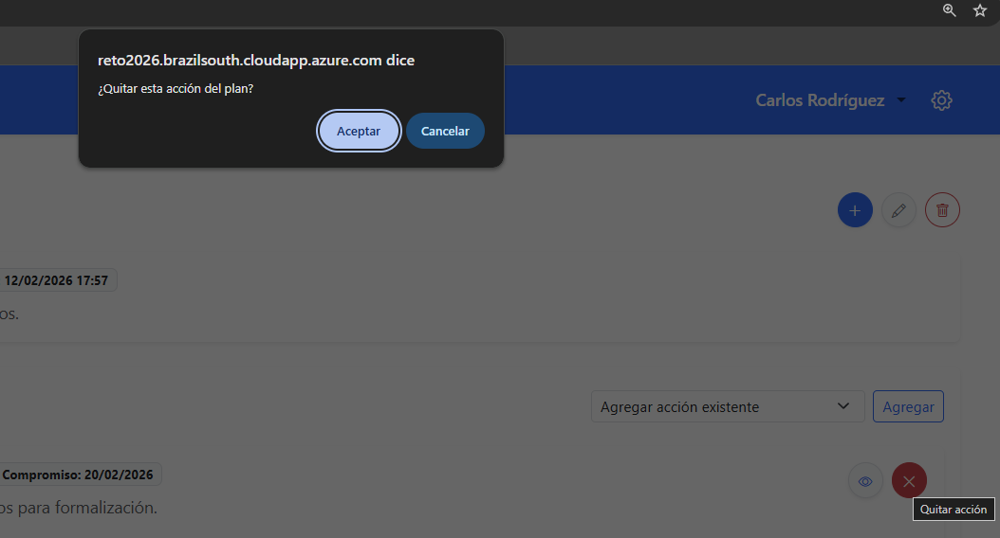 reto2026.brazilsouth.cloudapp.azure.com dice
¿Quitar esta acción del plan?
Aceptar
Cancelar
Carlos Rodríguez
12/02/2026 17:57
os.
Agregar acción existente
Agregar
Compromiso: 20/02/2026
os para formalización.
Quitar acción